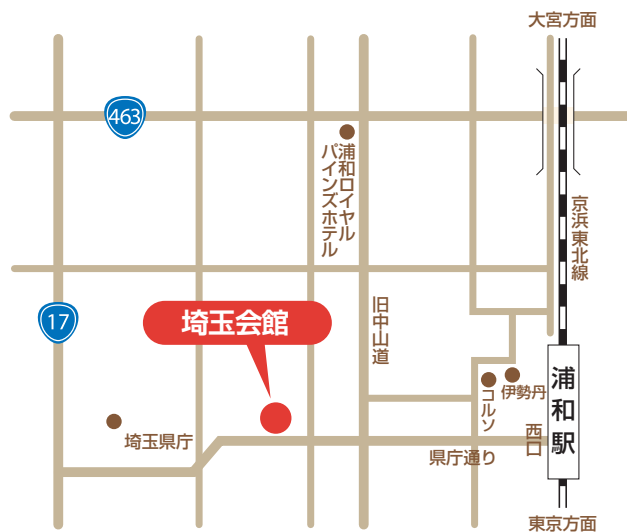 大宮方面
463
浦和ロイヤル
パインズホテル
京浜東北線
17
埼玉会館
旧中山道
浦和駅
伊勢丹
コルソ
西口
埼玉県庁
県庁通り
東京方面